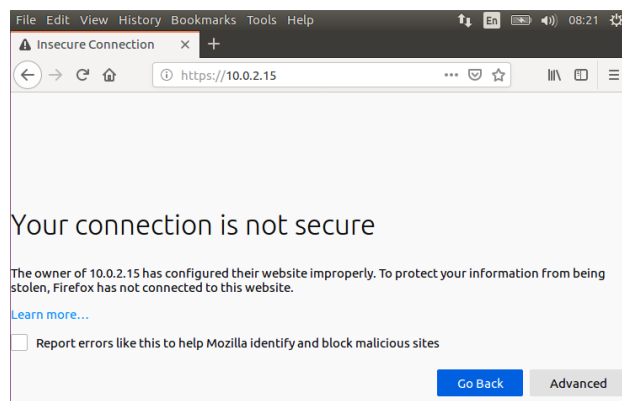 File Edit View History Bookmarks Tools Help En 08:21
Insecure Connection
https://10.0.2.15
Your connection is not secure
The owner of 10.0.2.15 has configured their website improperly. To protect your information from being
stolen, Firefox has not connected to this website.
Learn more…
Report errors like this to help Mozilla identify and block malicious sites
Go Back Advanced